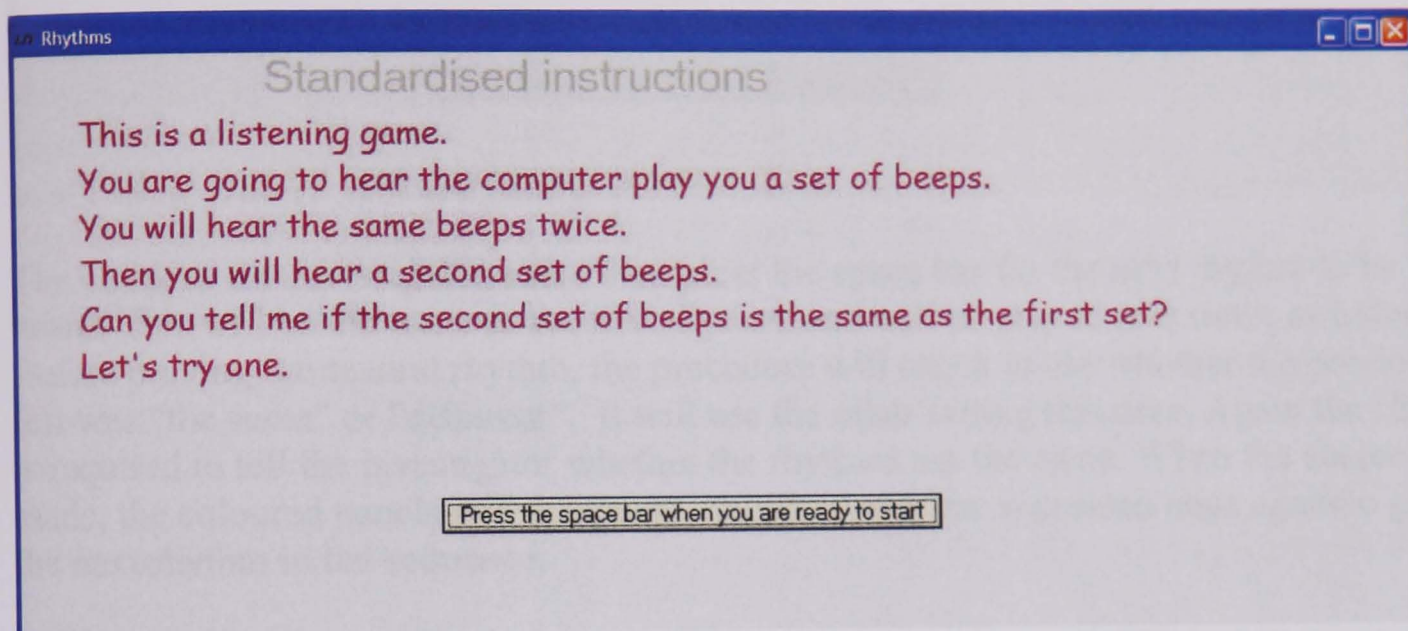 Rhythms
Standardised instructions
This is a listening game.
You are going to hear the computer play you a set of beeps.
You will hear the same beeps twice.
Then you will hear a second set of beeps.
Can you tell me if the second set of beeps is the same as the first set?
Let's try one.
Press the space bar when you are ready to start